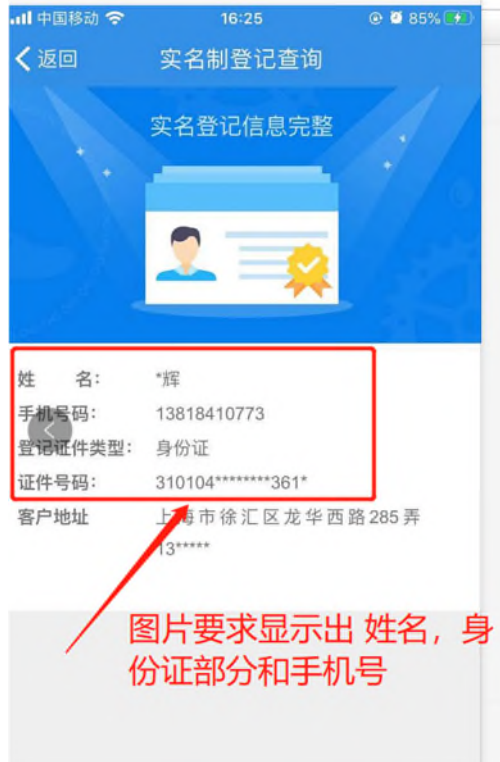 中国移动 16:25 85%
返回 实名制登记查询
实名登记信息完整
姓 名： *辉
手机号码： 13818410773
登记证件类型： 身份证
证件号码： 310104********361*
客户地址 上海市徐汇区龙华西路285弄
13*****
图片要求显示出 姓名，身
份证部分和手机号